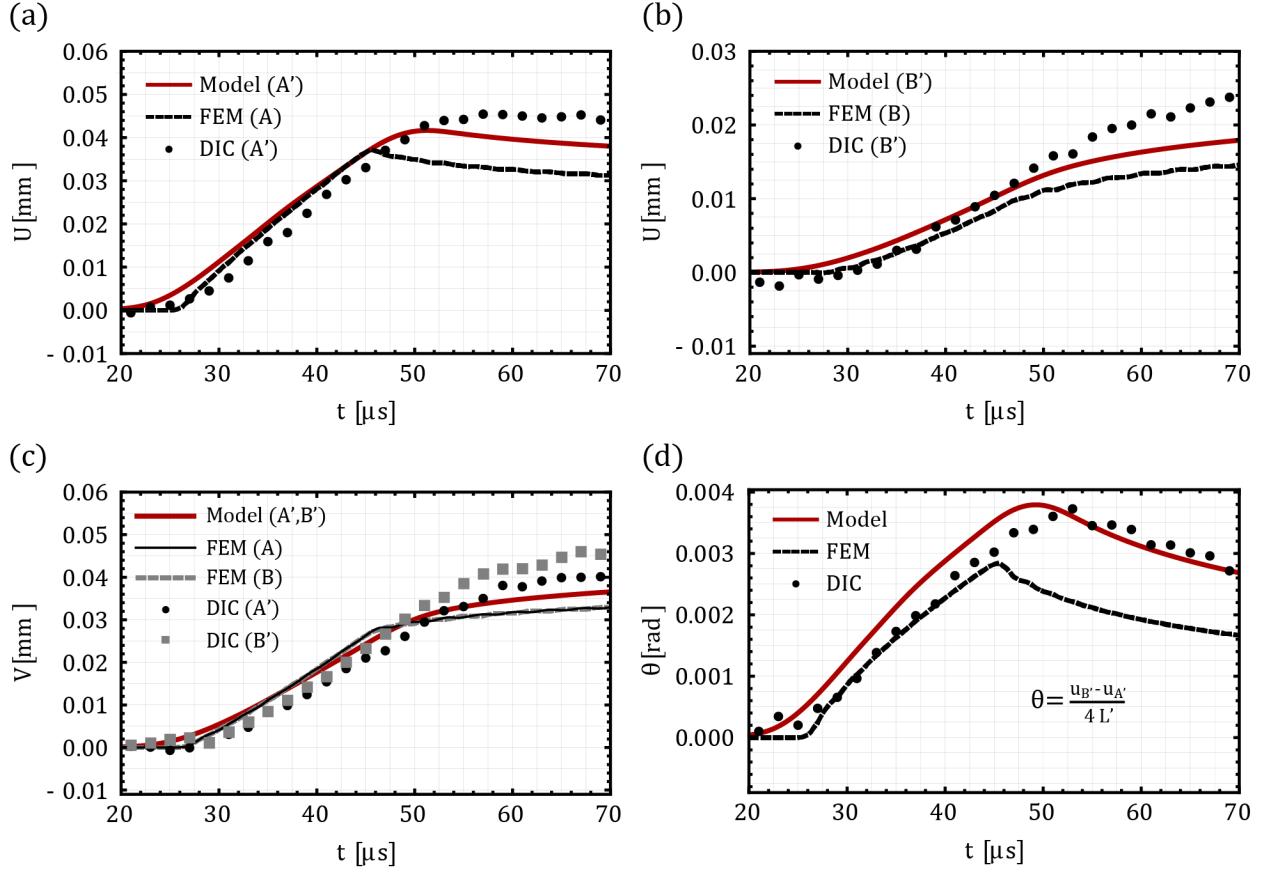 (a)
0.06
0.05
0.04
0.03
0.02
0.01
0.00
- 0.01
U[mm]
Model (A’)
FEM (A)
DIC (A’)
20 30 40 50 60 70
t [μs]
(b)
0.03
0.02
0.01
0.00
- 0.01
U[mm]
Model (B’)
FEM (B)
DIC (B’)
20 30 40 50 60 70
t [μs]
(c)
0.06
0.05
0.04
0.03
0.02
0.01
0.00
- 0.01
V[mm]
Model (A’,B’)
FEM (A)
FEM (B)
DIC (A’)
DIC (B’)
20 30 40 50 60 70
t [μs]
(d)
0.004
0.003
0.002
0.001
0.000
θ[rad]
Model
FEM
DIC
θ= u_B’ - u_A’ / 4 L’
20 30 40 50 60 70
t [μs]